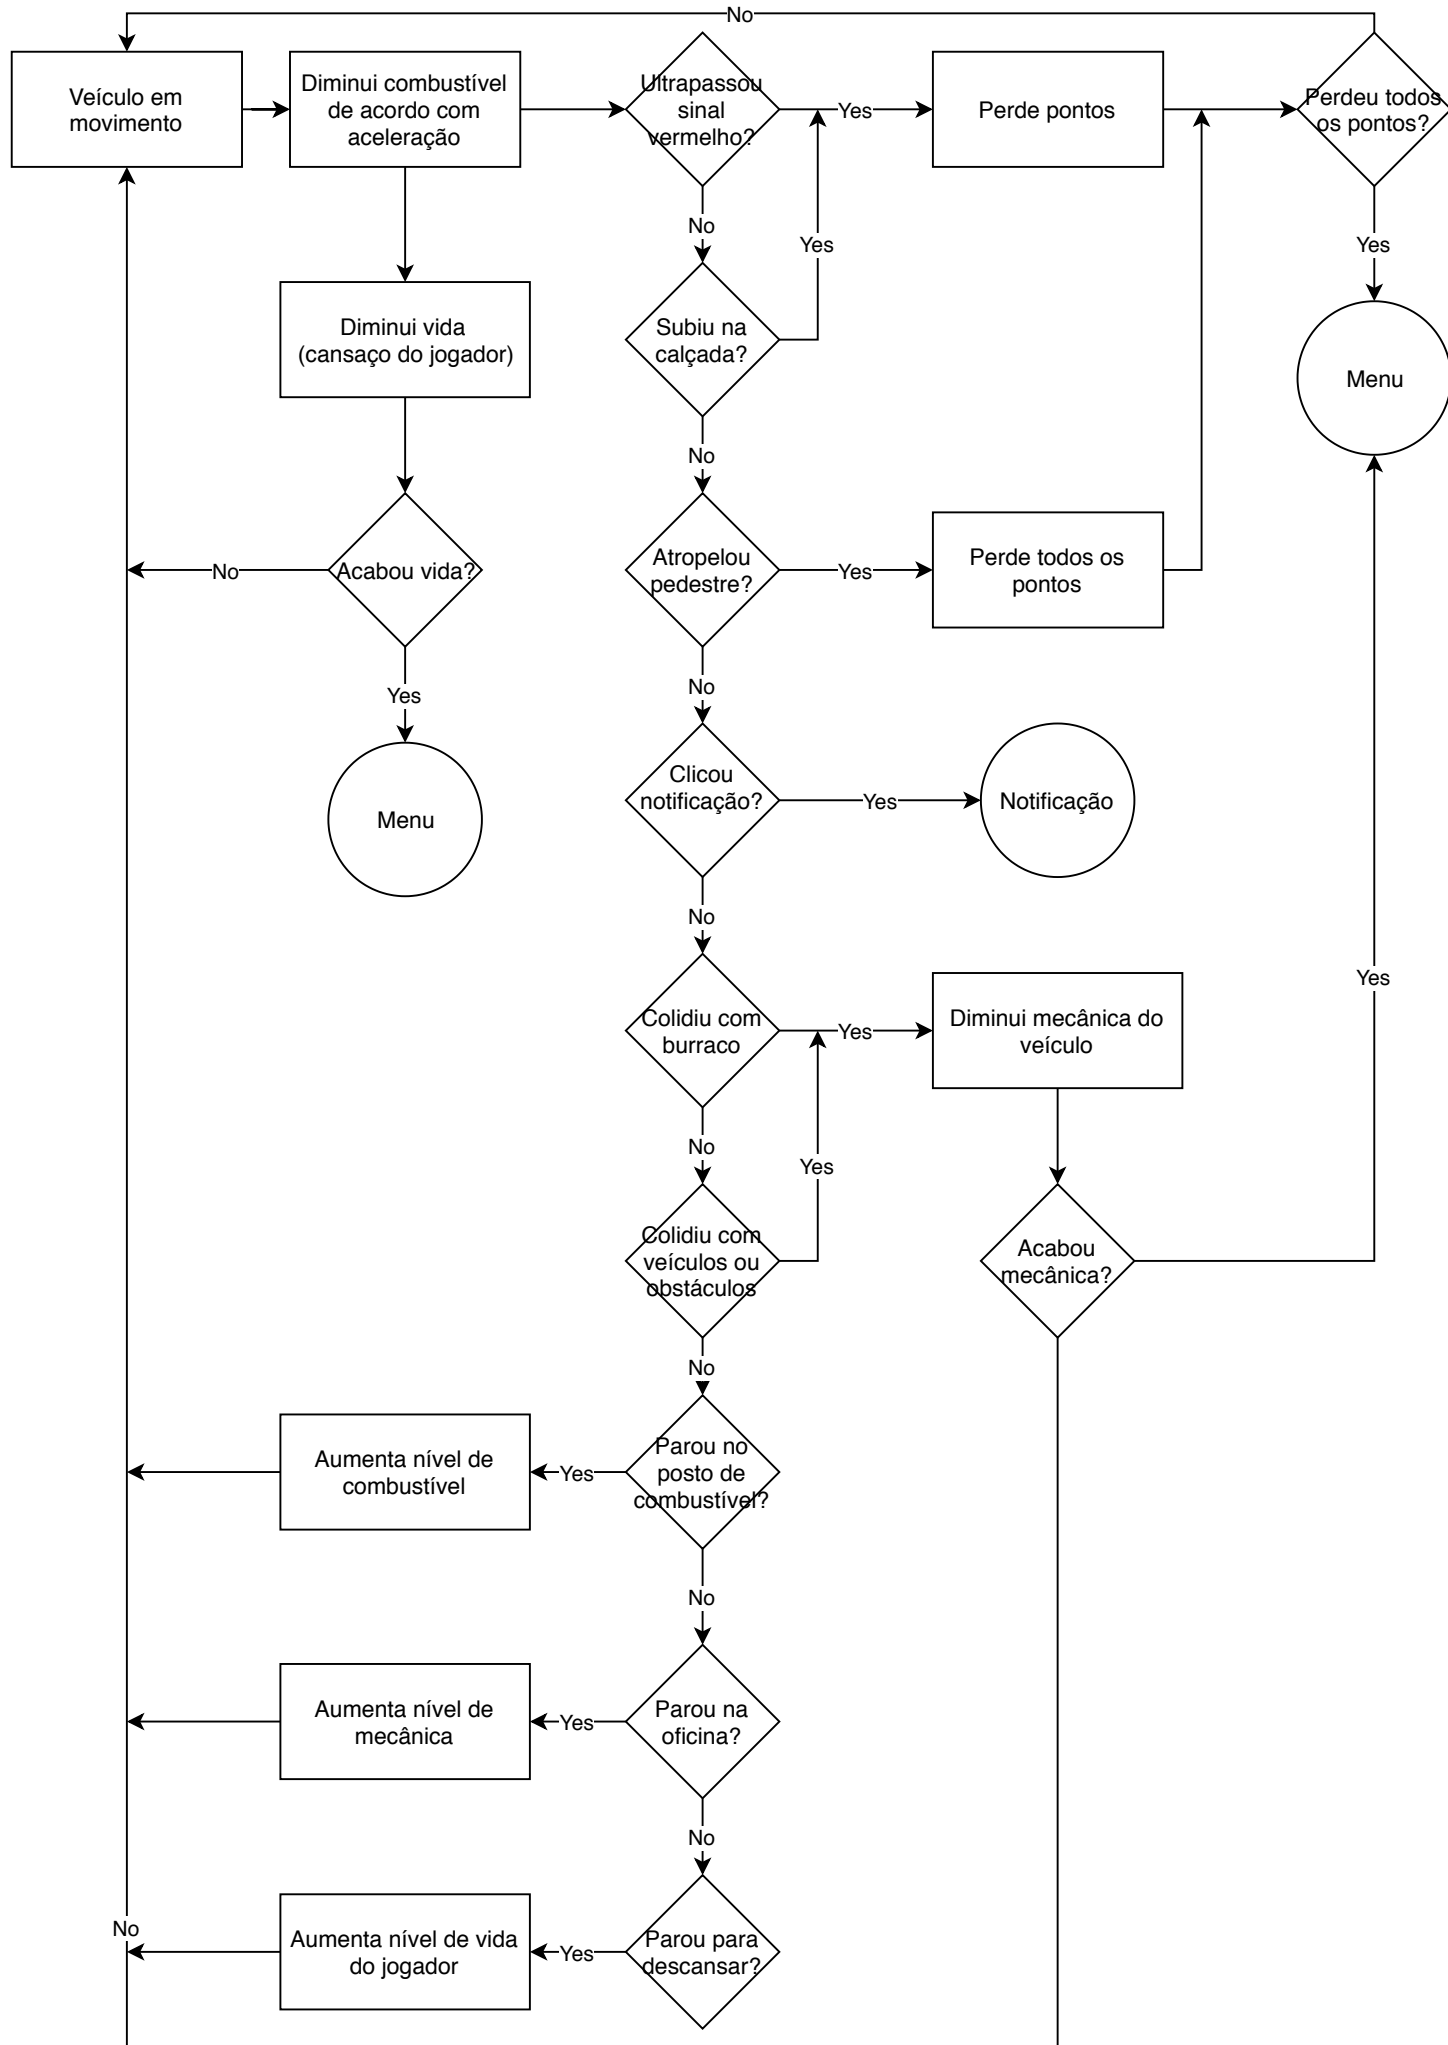 No
Veículo em
movimento
Diminui combustível
de acordo com
aceleração
Ultrapassou
sinal
vermelho?
Yes
Perde pontos
Perdeu todos
os pontos?
No
Yes
Yes
Diminui vida
(cansaço do jogador)
Subiu na
calçada?
Menu
No
No
Acabou vida?
Atropelou
pedestre?
Yes
Perde todos os
pontos
Yes
No
Menu
Clicou
notificação?
Yes
Notificação
No
Yes
Colidiu com
burraco
Yes
Diminui mecânica do
veículo
No
Yes
Colidiu com
veículos ou
obstáculos
Acabou
mecânica?
No
Aumenta nível de
combustível
Yes
Parou no
posto de
combustível?
No
Aumenta nível de
mecânica
Yes
Parou na
oficina?
No
No
Aumenta nível de vida
do jogador
Yes
Parou para
descansar?